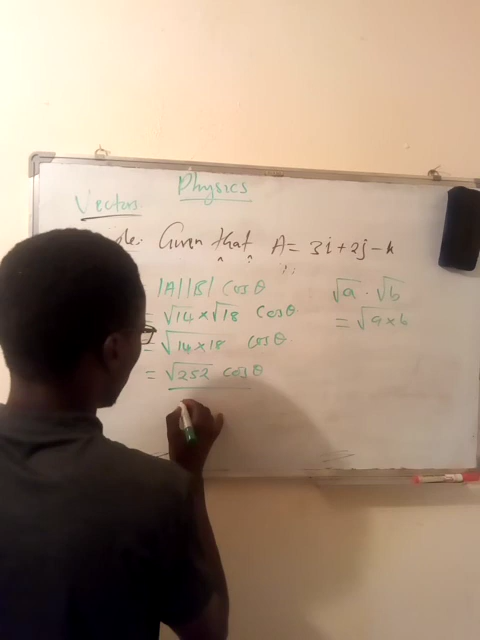 Physics
Vectors
Given that A = 3i + 2j - k
|A||B| Cos θ
= √14 × √18 Cos θ
= √14 × 18 Cos θ
= √252 Cos θ
√a · √b
= √a × b